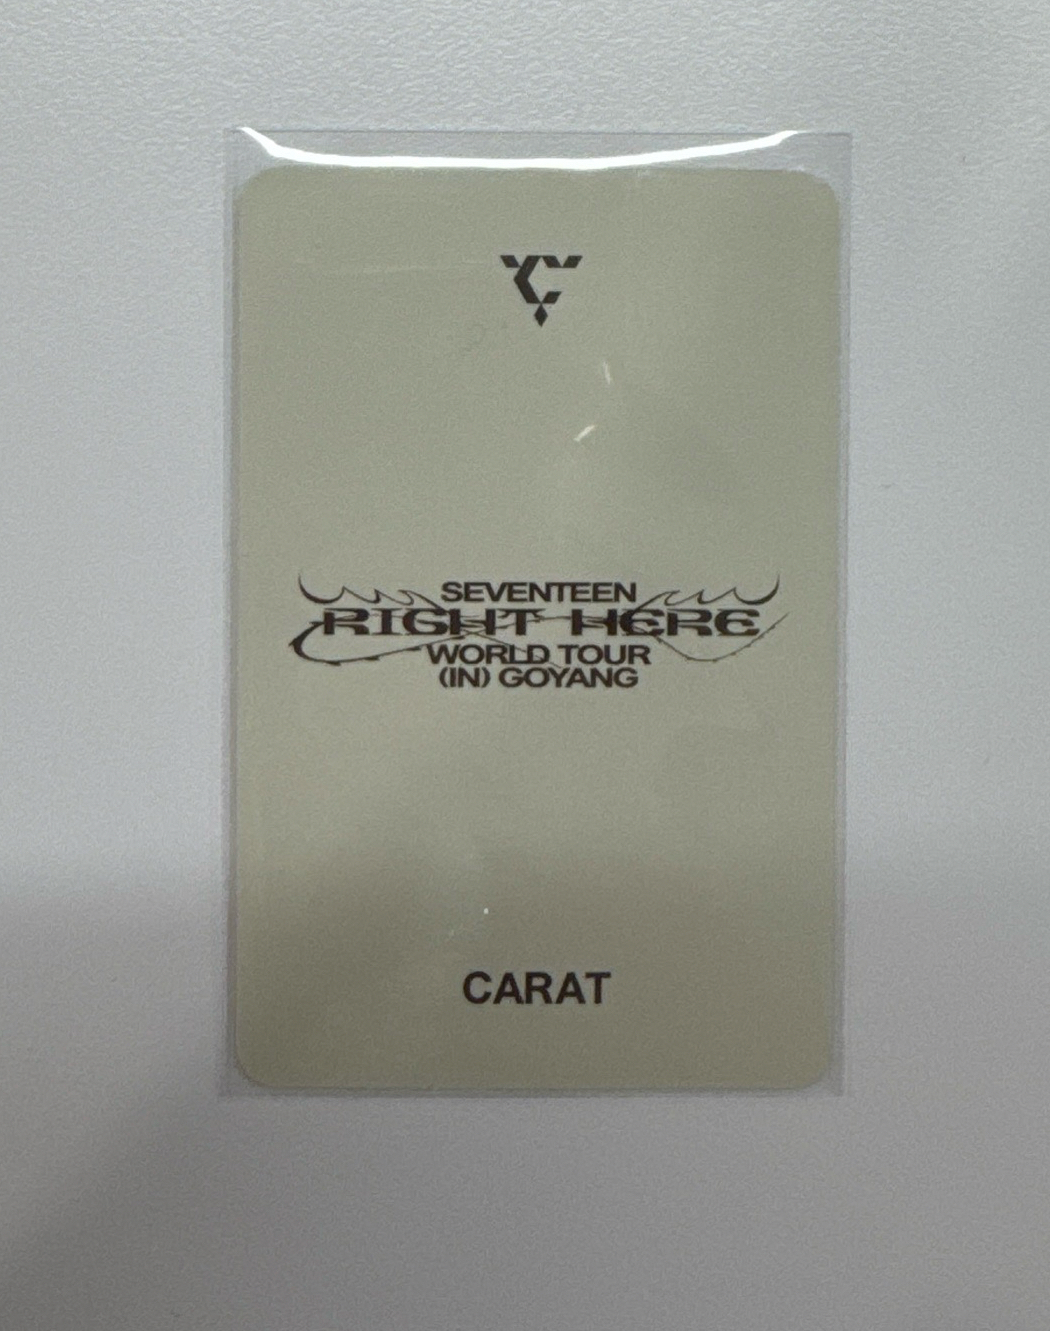 SEVENTEEN
RIGHT HERE
WORLD TOUR
(IN) GOYANG
CARAT